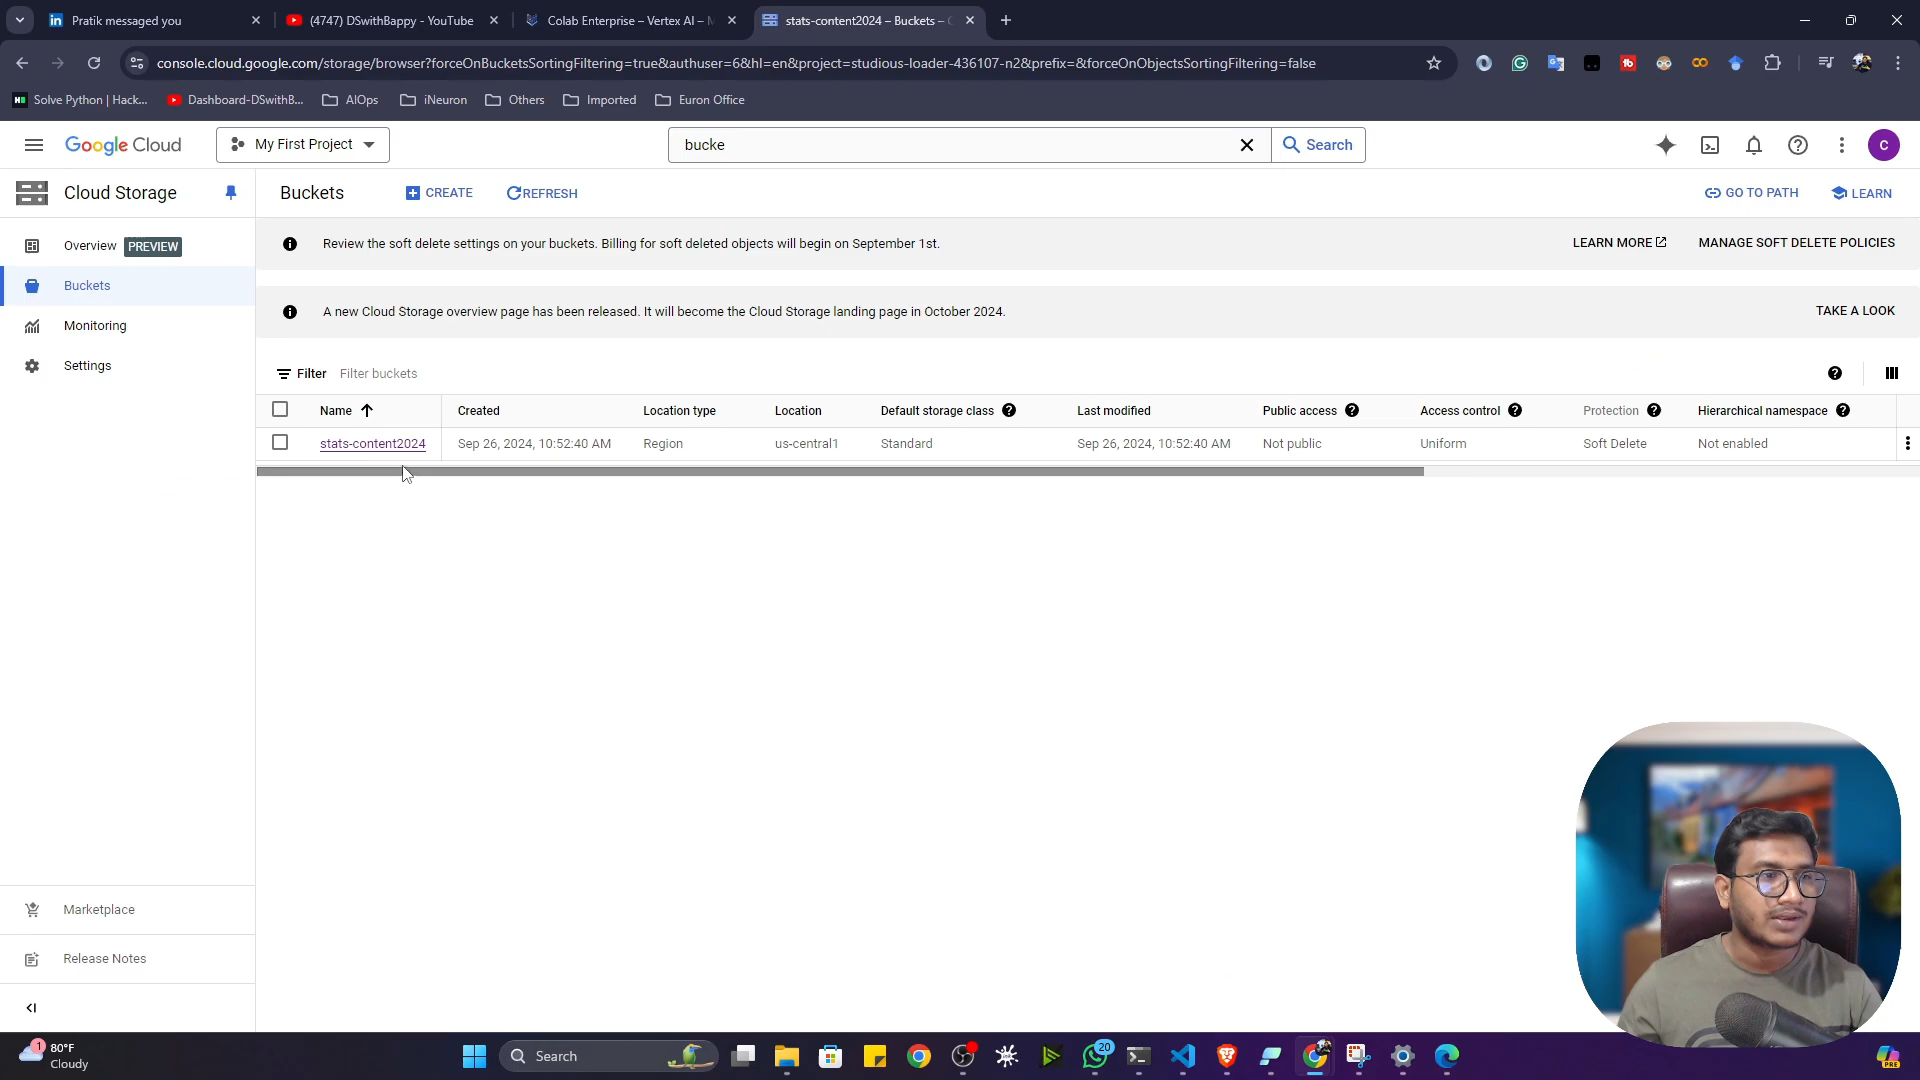 Pratik messaged you
(4747) DSwithBappy - YouTube
Colab Enterprise – Vertex AI – M
stats-content2024 – Buckets – C
console.cloud.google.com/storage/browser?forceOnBucketsSortingFiltering=true&authuser=6&hl=en&project=studious-loader-436107-n2&prefix=&forceOnObjectsSortingFiltering=false
Solve Python | Hack...
Dashboard-DSwithB...
AIOps
iNeuron
Others
Imported
Euron Office
Google Cloud
My First Project
bucke
Search
C
Cloud Storage
Buckets
CREATE
REFRESH
GO TO PATH
LEARN
Overview PREVIEW
Buckets
Monitoring
Settings
Review the soft delete settings on your buckets. Billing for soft deleted objects will begin on September 1st.
LEARN MORE
MANAGE SOFT DELETE POLICIES
A new Cloud Storage overview page has been released. It will become the Cloud Storage landing page in October 2024.
TAKE A LOOK
Filter Filter buckets
Name Created Location type Location Default storage class Last modified Public access Access control Protection Hierarchical namespace
stats-content2024 Sep 26, 2024, 10:52:40 AM Region us-central1 Standard Sep 26, 2024, 10:52:40 AM Not public Uniform Soft Delete Not enabled
Marketplace
Release Notes
1
80°F
Cloudy
Search
20
PRE